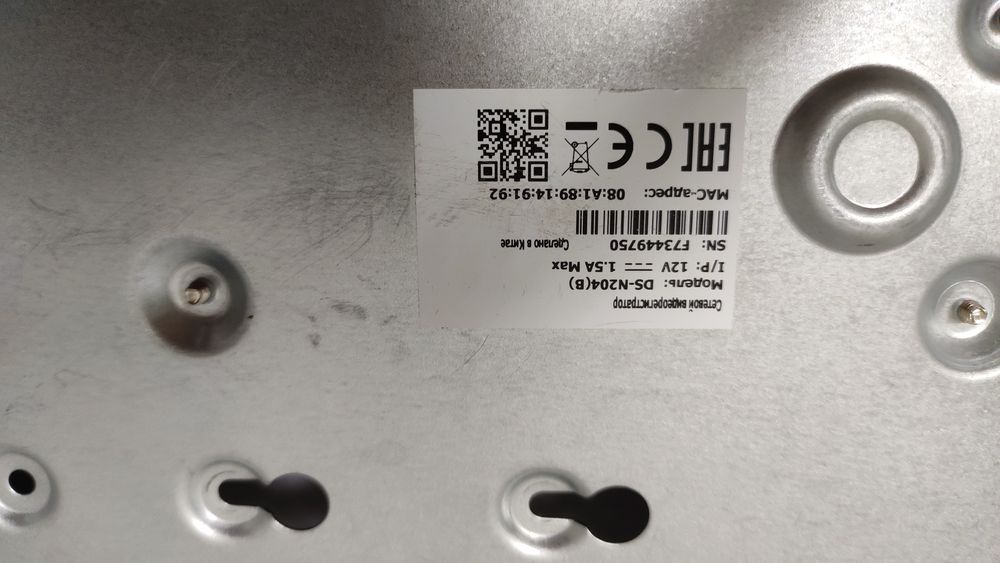 Сетевой видеорегистратор
Модель: DS-N204(B)
I/P: 12V ⎓ 1.5A Max
SN: F73449750 Сделано в Китае
MAC-адрес: 08:A1:89:14:91:92
EAC CE